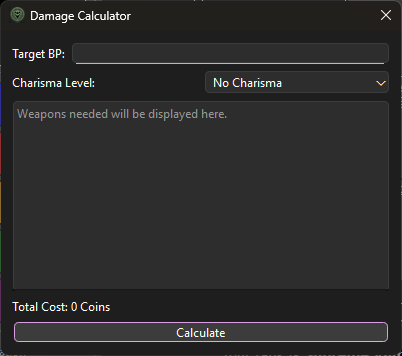 Damage Calculator
Target BP:
Charisma Level: No Charisma
Weapons needed will be displayed here.
Total Cost: 0 Coins
Calculate